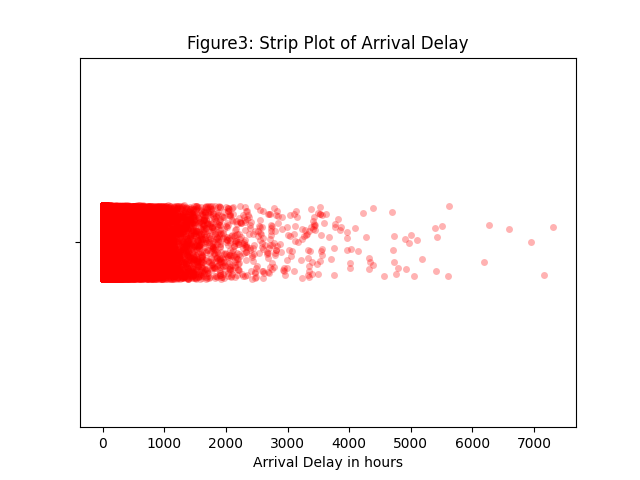 Figure3: Strip Plot of Arrival Delay
0 1000 2000 3000 4000 5000 6000 7000
Arrival Delay in hours